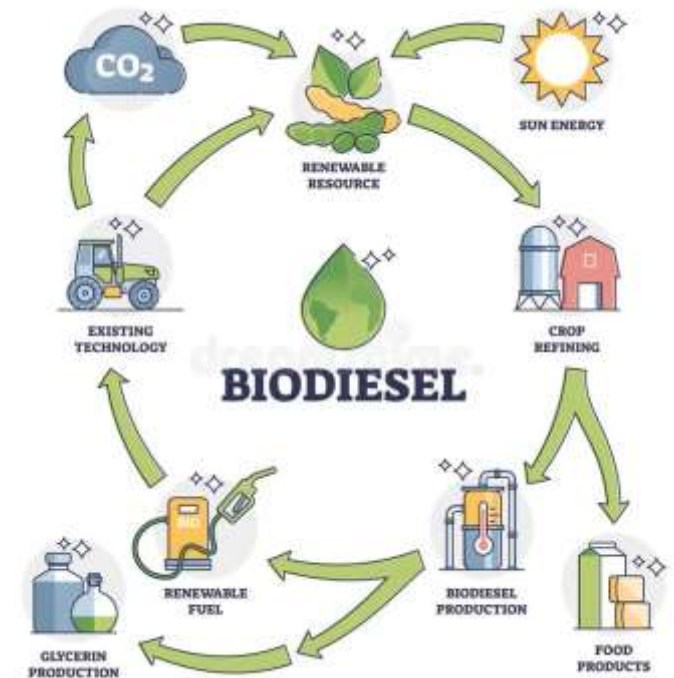 CO₂
SUN ENERGY
RENEWABLE
RESOURCE
EXISTING
TECHNOLOGY
CROP
REFINING
dreamstime.
BIODIESEL
BIO
RENEWABLE
FUEL
BIODIESEL
PRODUCTION
GLYCERIN
PRODUCTION
FOOD
PRODUCTS